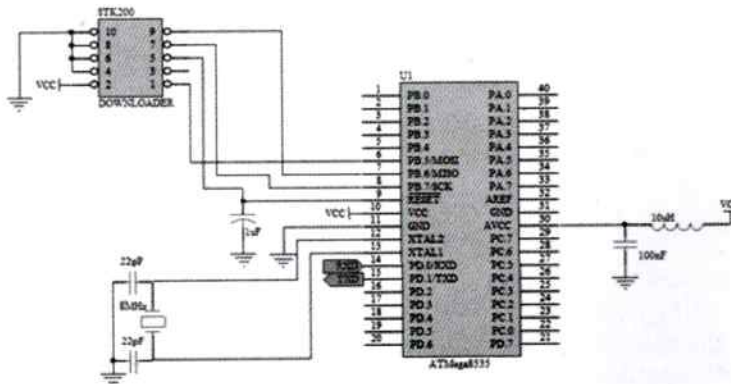 STK200
10 9
8 7
6 5
4 3
VCC 2 1
DOWNLOADER
U1
1 PB.0 PA.0 40
2 PB.1 PA.1 39
3 PB.2 PA.2 38
4 PB.3 PA.3 37
5 PB.4 PA.4 36
6 PB.5/MOSI PA.5 35
7 PB.6/MISO PA.6 34
8 PB.7/SCK PA.7 33
9 RESET AREF 32
VCC 10 VCC GND 31
11 GND AVCC 30
12 XTAL2 PC.7 29
13 XTAL1 PC.6 28
RXD 14 PD.0/RXD PC.5 27
TXD 15 PD.1/TXD PC.4 26
16 PD.2 PC.3 25
17 PD.3 PC.2 24
18 PD.4 PC.1 23
19 PD.5 PC.0 22
20 PD.6 PD.7 21
ATMega8535
1uF
22pF
8MHz
22pF
10uH
100nF